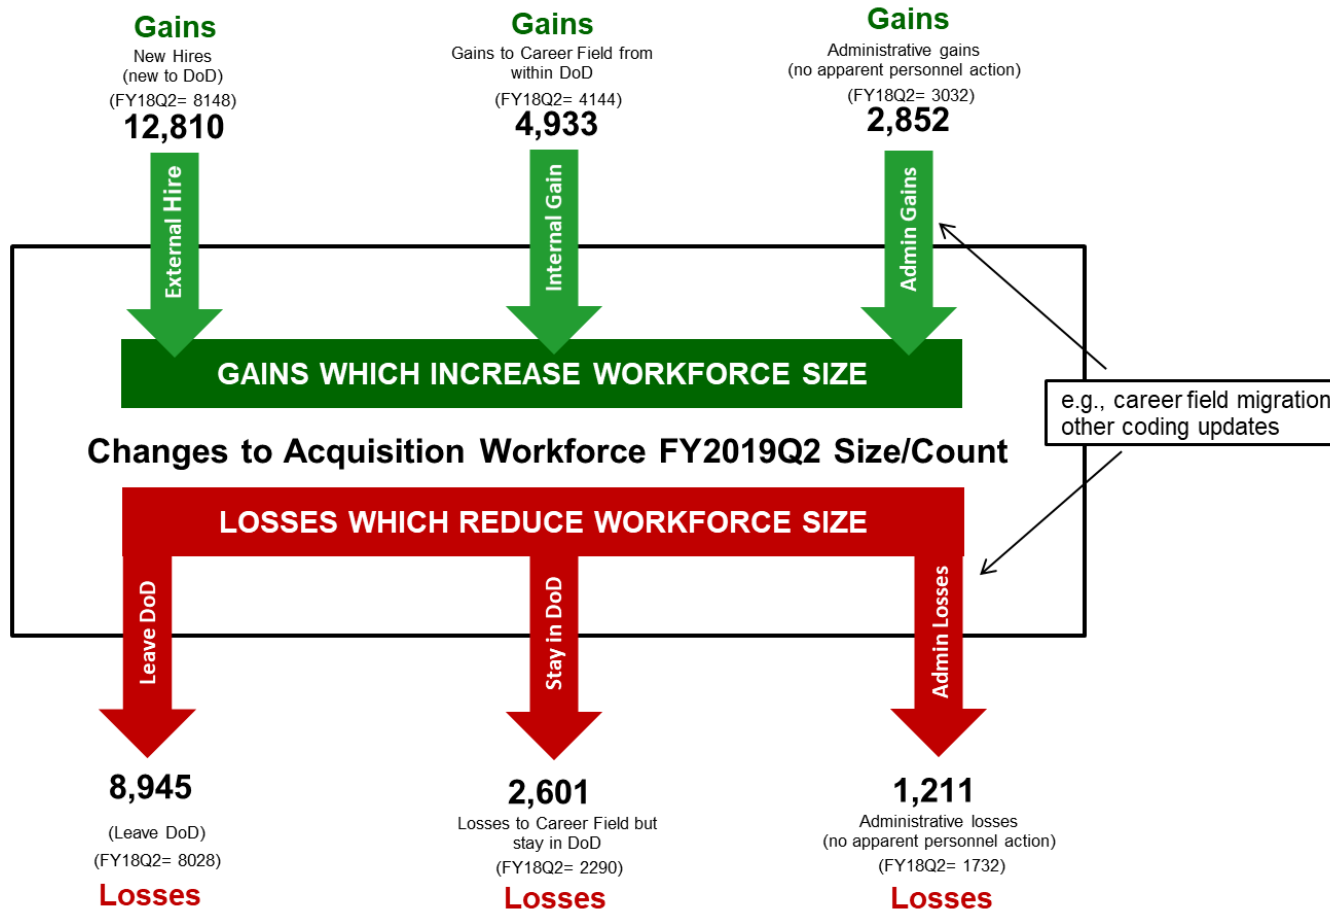 Gains
New Hires
(new to DoD)
(FY18Q2= 8148)
12,810
External Hire
Gains
Gains to Career Field from
within DoD
(FY18Q2= 4144)
4,933
Internal Gain
Gains
Administrative gains
(no apparent personnel action)
(FY18Q2= 3032)
2,852
Admin Gains
GAINS WHICH INCREASE WORKFORCE SIZE
e.g., career field migration
other coding updates
Changes to Acquisition Workforce FY2019Q2 Size/Count
LOSSES WHICH REDUCE WORKFORCE SIZE
Leave DoD
8,945
(Leave DoD)
(FY18Q2= 8028)
Losses
Stay in DoD
2,601
Losses to Career Field but
stay in DoD
(FY18Q2= 2290)
Losses
Admin Losses
1,211
Administrative losses
(no apparent personnel action)
(FY18Q2= 1732)
Losses